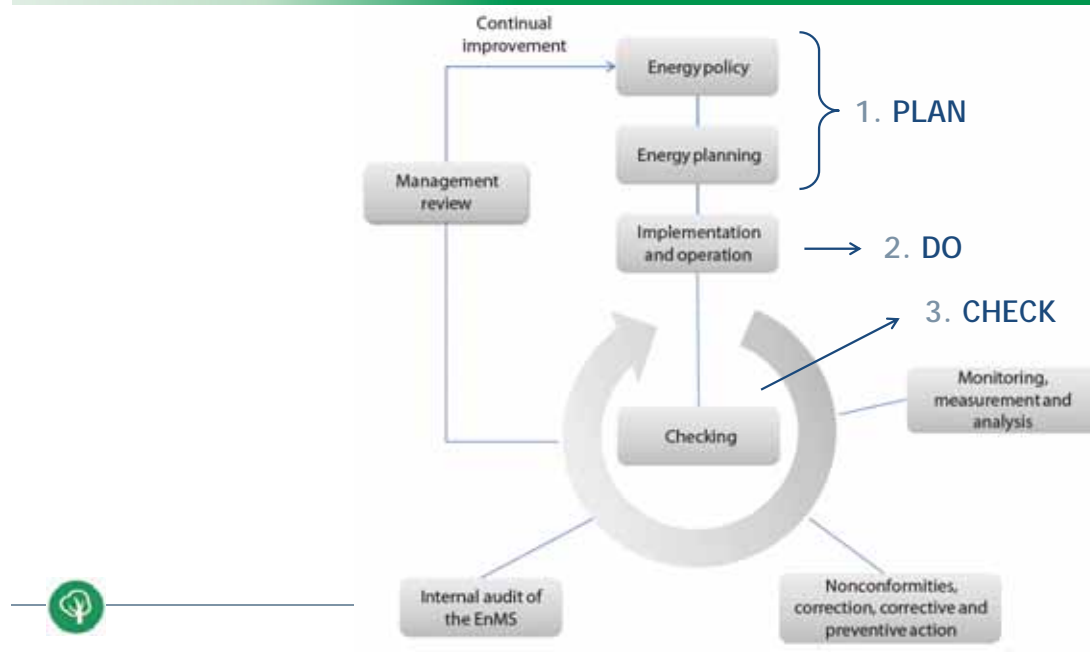 Continual
improvement
Energy policy
1. PLAN
Energy planning
Management
review
Implementation
and operation
2. DO
3. CHECK
Monitoring,
measurement and
analysis
Checking
Internal audit of
the EnMS
Nonconformities,
correction, corrective and
preventive action